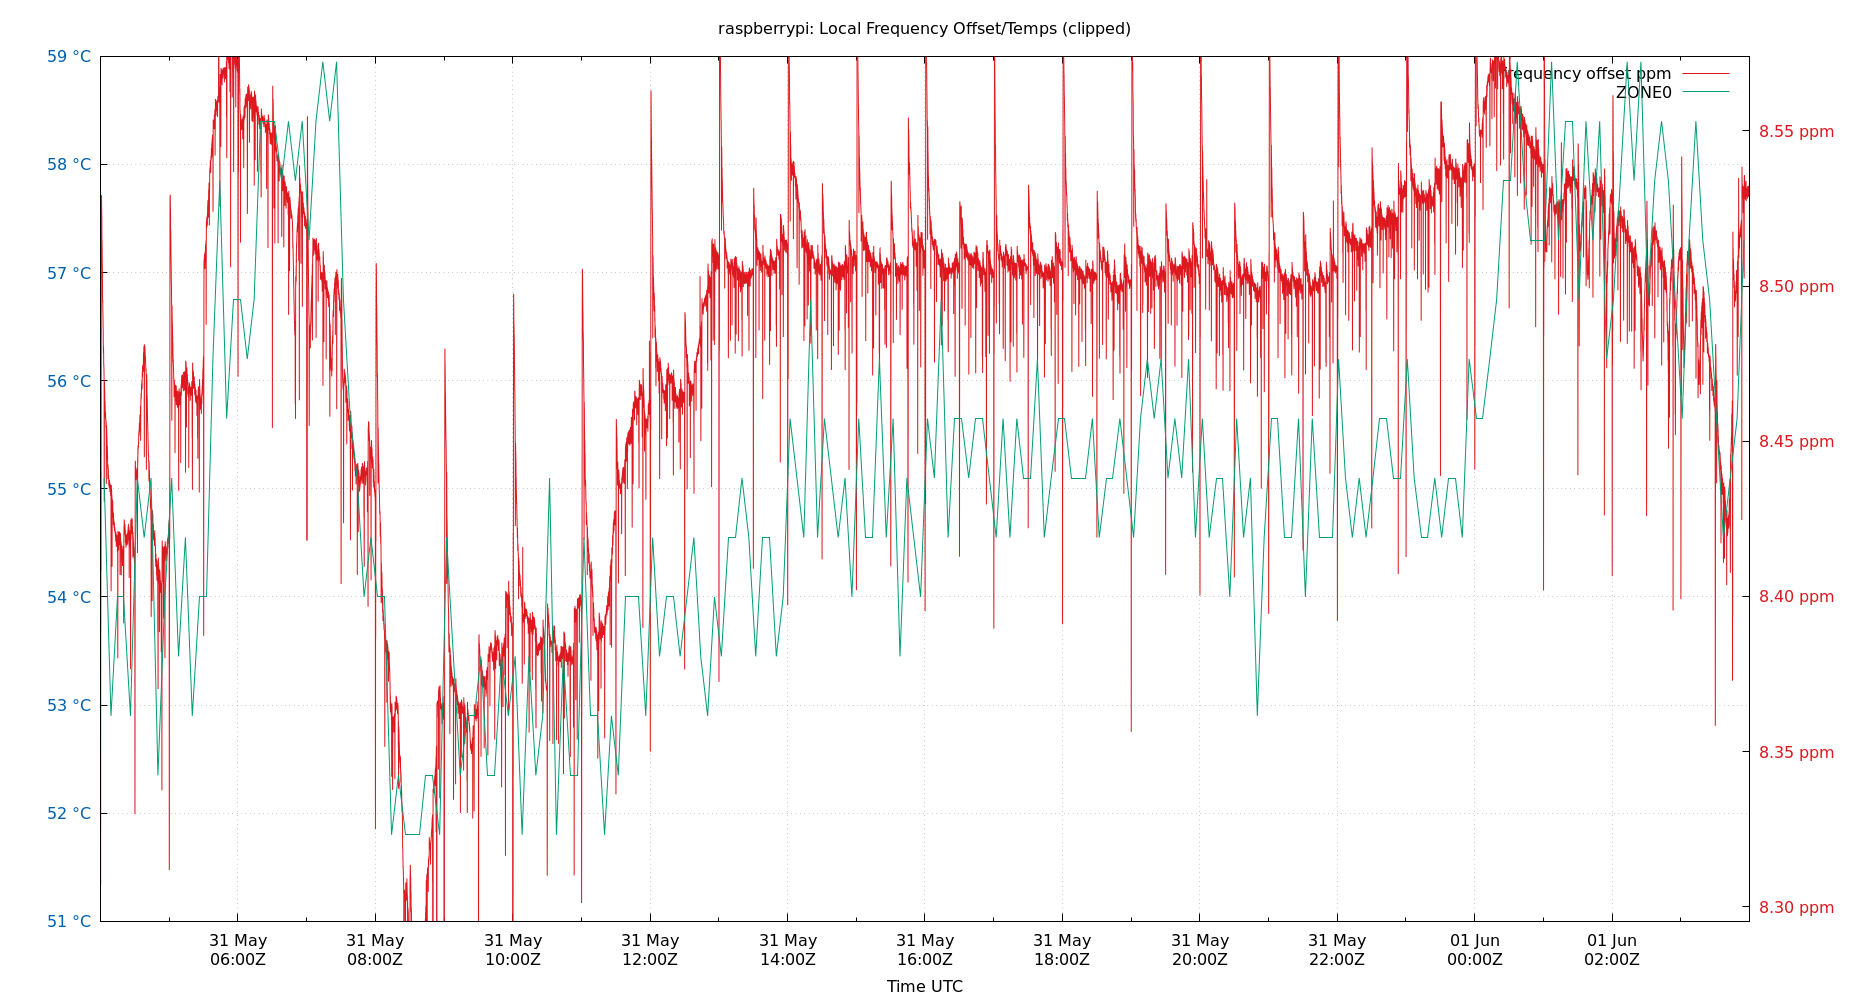 raspberrypi: Local Frequency Offset/Temps (clipped)
59 °C
58 °C
57 °C
56 °C
55 °C
54 °C
53 °C
52 °C
51 °C
frequency offset ppm
ZONE0
8.55 ppm
8.50 ppm
8.45 ppm
8.40 ppm
8.35 ppm
8.30 ppm
31 May
06:00Z
31 May
08:00Z
31 May
10:00Z
31 May
12:00Z
31 May
14:00Z
31 May
16:00Z
31 May
18:00Z
31 May
20:00Z
31 May
22:00Z
01 Jun
00:00Z
01 Jun
02:00Z
Time UTC